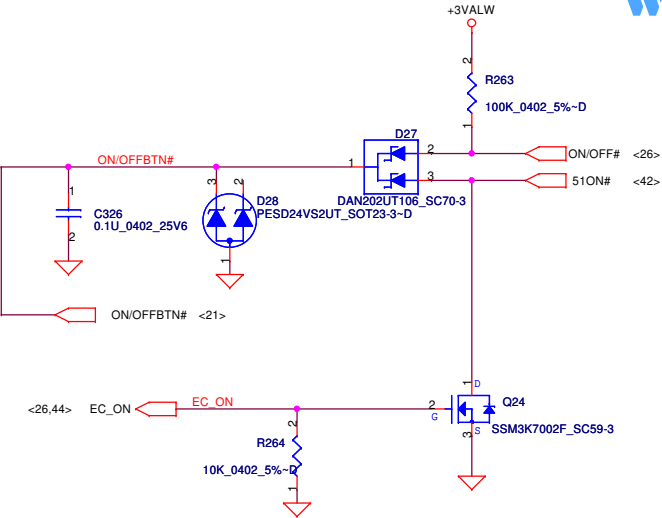 +3VALW
2
R263
100K_0402_5%~D
1
D27
ON/OFFBTN#
1
2
ON/OFF# <26>
3
51ON# <42>
DAN202UT106_SC70-3
1
C326
0.1U_0402_25V6
2
3
2
D28
PESD24VS2UT_SOT23-3~D
1
ON/OFFBTN# <21>
1
D
<26,44> EC_ON
EC_ON
2
G
Q24
S
SSM3K7002F_SC59-3
3
2
R264
10K_0402_5%~D
1